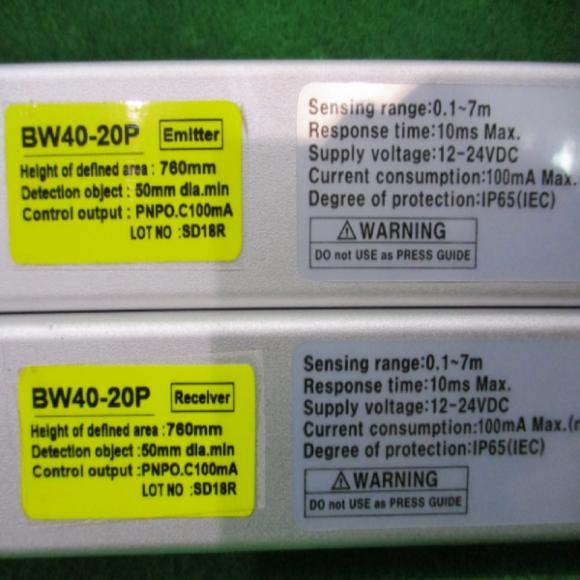 BW40-20P Emitter
Height of defined area : 760mm
Detection object : 50mm dia.min
Control output : PNPO.C100mA
LOT NO :SD18R
Sensing range:0.1~7m
Response time:10ms Max.
Supply voltage:12-24VDC
Current consumption:100mA Max.
Degree of protection:IP65(IEC)
⚠WARNING
DO not USE as PRESS GUIDE
BW40-20P Receiver
Height of defined area :760mm
Detection object :50mm dia.min
Control output :PNPO.C100mA
LOT NO :SD18R
Sensing range:0.1~7m
Response time:10ms Max.
Supply voltage:12-24VDC
Current consumption:100mA Max.(
Degree of protection:IP65(IEC)
⚠WARNING
DO not USE as PRESS GUIDE